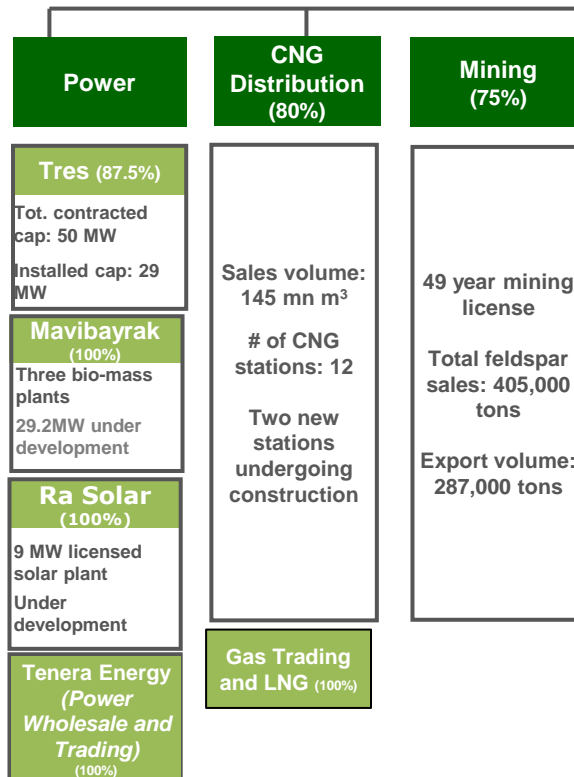 Power
Tres (87.5%)
Tot. contracted
cap: 50 MW
Installed cap: 29
MW
Mavibayrak
(100%)
Three bio-mass
plants
29.2MW under
development
Ra Solar
(100%)
9 MW licensed
solar plant
Under
development
Tenera Energy
(Power
Wholesale and
Trading)
(100%)
CNG
Distribution
(80%)
Sales volume:
145 mn m³
# of CNG
stations: 12
Two new
stations
undergoing
construction
Gas Trading
and LNG (100%)
Mining
(75%)
49 year mining
license
Total feldspar
sales: 405,000
tons
Export volume:
287,000 tons